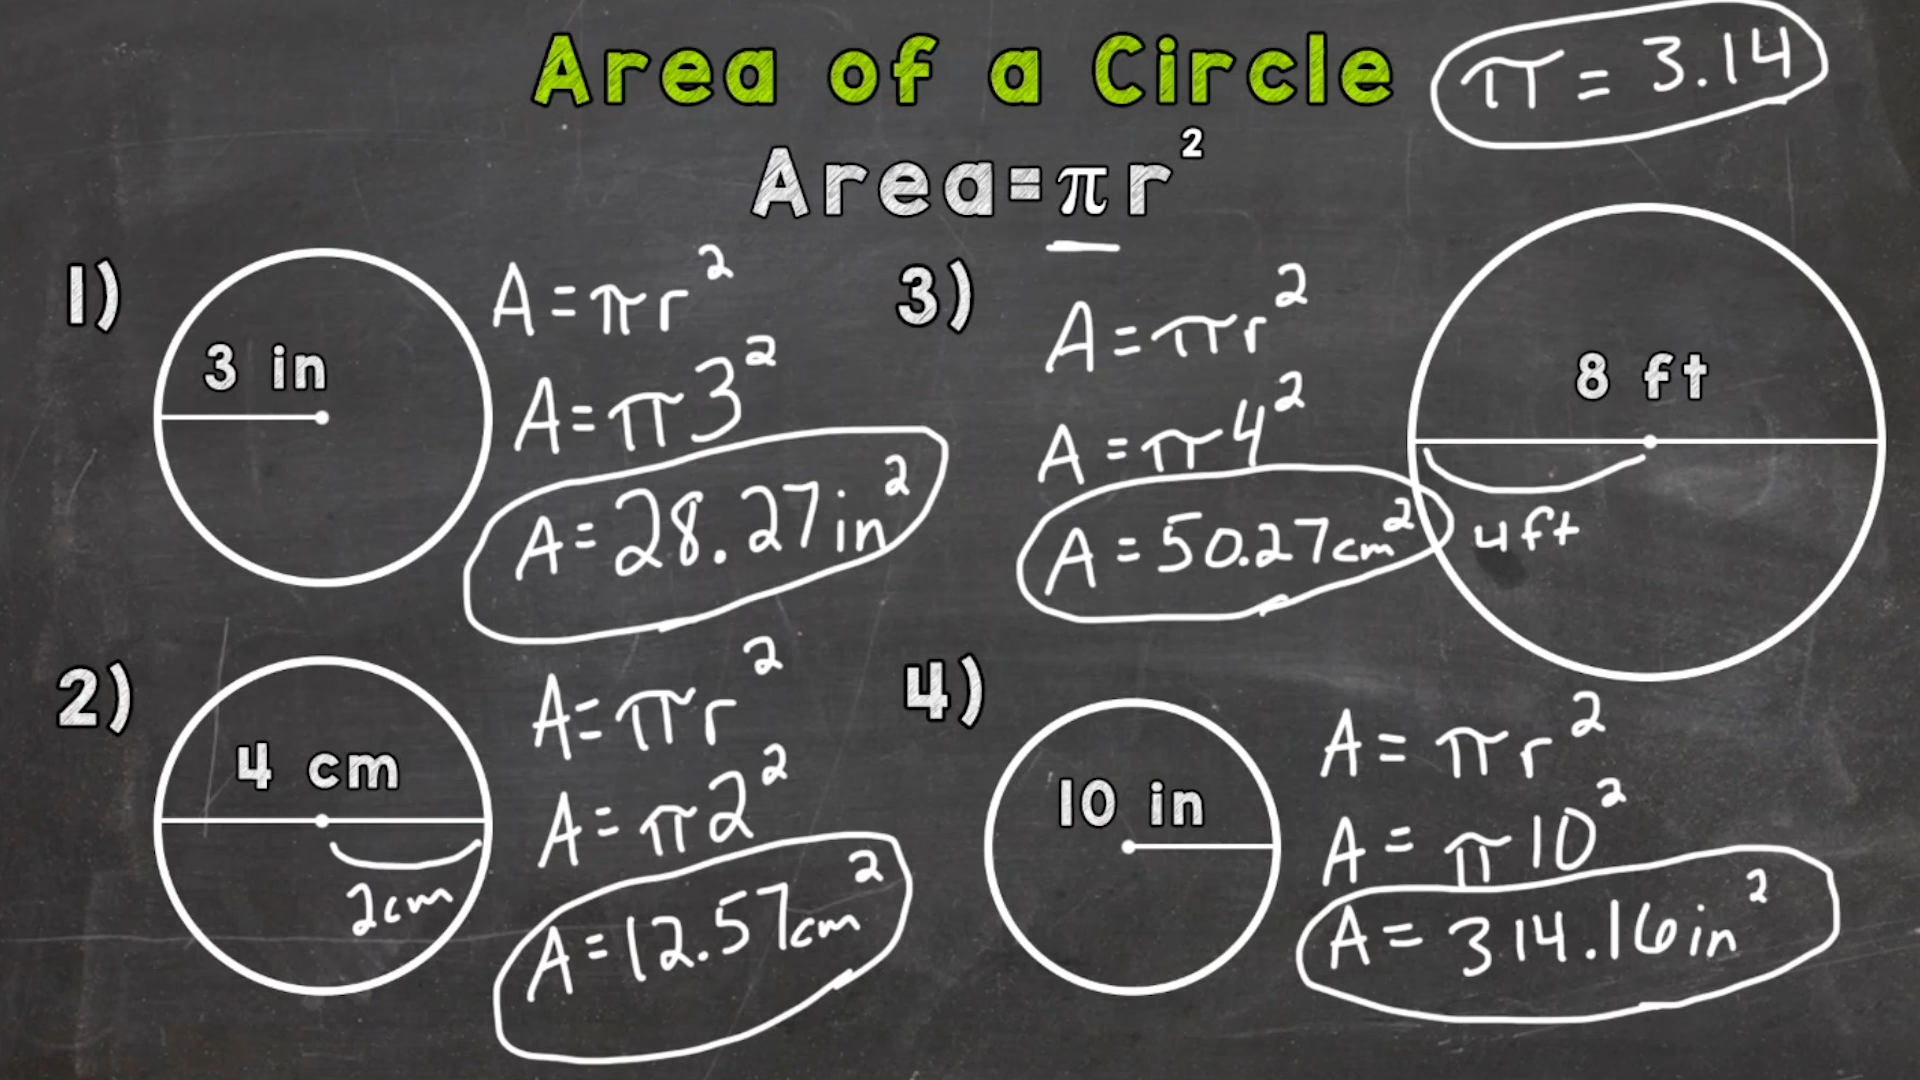 Area of a Circle
π = 3.14
Area=πr²
1)
3 in
A=πr²
A=π3²
A=28.27in²
2)
4 cm
2cm
A=πr²
A=π2²
A=12.57cm²
3)
8 ft
4ft
A=πr²
A=π4²
A=50.27cm²
4)
10 in
A=πr²
A=π10²
A=314.16in²